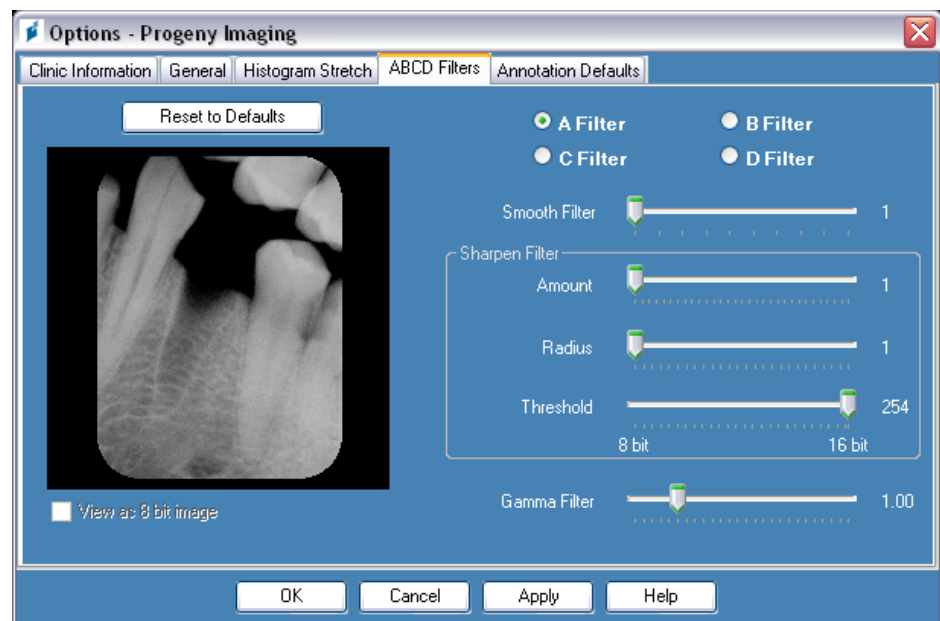 Options - Progeny Imaging
Clinic Information General Histogram Stretch ABCD Filters Annotation Defaults
Reset to Defaults
A Filter B Filter
C Filter D Filter
Smooth Filter 1
Sharpen Filter
Amount 1
Radius 1
Threshold 254
8 bit 16 bit
View as 8 bit image
Gamma Filter 1.00
OK Cancel Apply Help